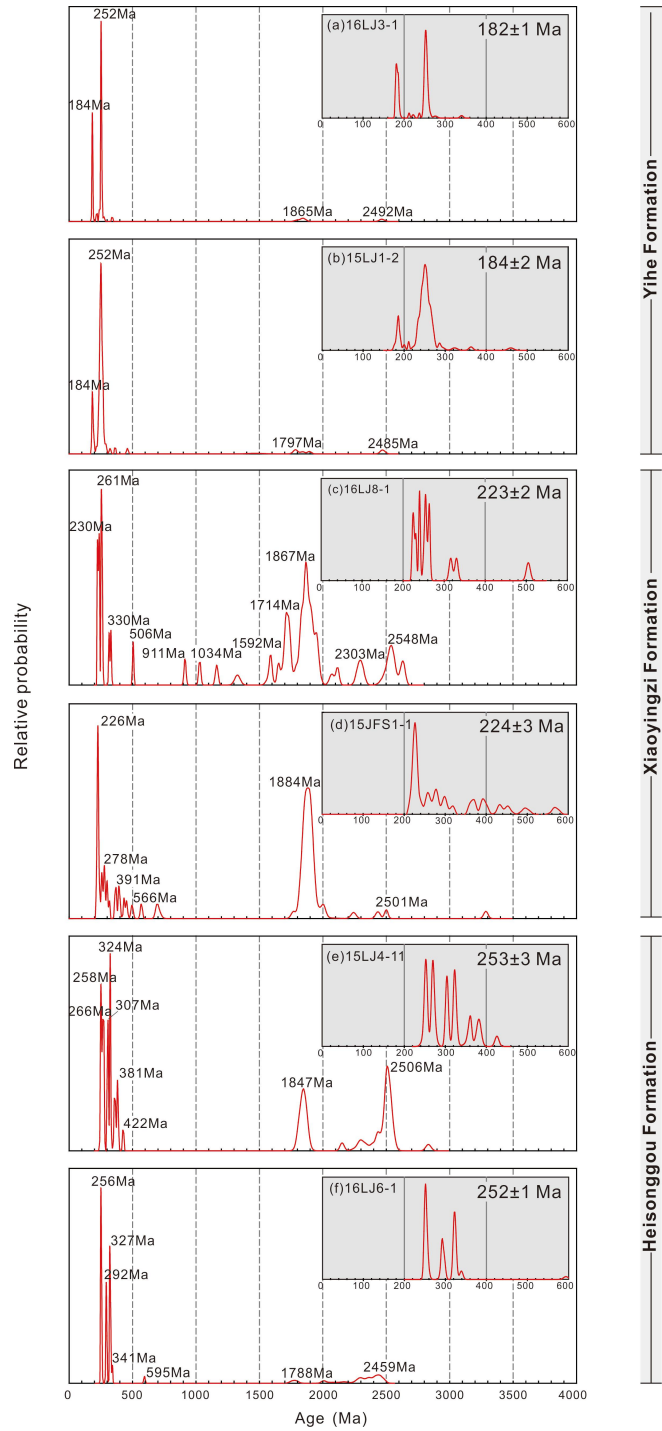 252Ma
184Ma
1865Ma
2492Ma
(a)16LJ3-1
182±1 Ma
0 100 200 300 400 500 600
252Ma
184Ma
1797Ma
2485Ma
(b)15LJ1-2
184±2 Ma
0 100 200 300 400 500 600
Yihe Formation
261Ma
230Ma
330Ma
506Ma
911Ma
1034Ma
1592Ma
1714Ma
1867Ma
2303Ma
2548Ma
(c)16LJ8-1
223±2 Ma
0 100 200 300 400 500 600
226Ma
278Ma
391Ma
566Ma
1884Ma
2501Ma
(d)15JFS1-1
224±3 Ma
0 100 200 300 400 500 600
Xiaoyingzi Formation
Relative probability
324Ma
258Ma
266Ma
307Ma
381Ma
422Ma
1847Ma
2506Ma
(e)15LJ4-11
253±3 Ma
0 100 200 300 400 500 600
256Ma
327Ma
292Ma
341Ma
595Ma
1788Ma
2459Ma
(f)16LJ6-1
252±1 Ma
0 100 200 300 400 500 600
Heisonggou Formation
0 500 1000 1500 2000 2500 3000 3500 4000
Age (Ma)